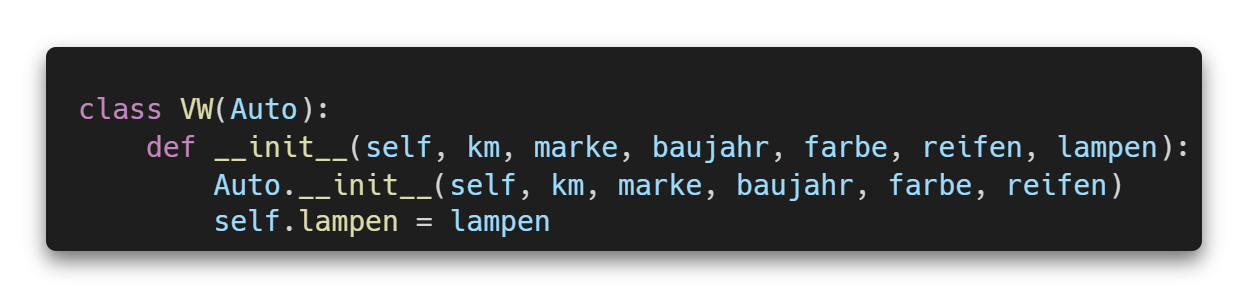 class VW(Auto):
    def __init__(self, km, marke, baujahr, farbe, reifen, lampen):
        Auto.__init__(self, km, marke, baujahr, farbe, reifen)
        self.lampen = lampen